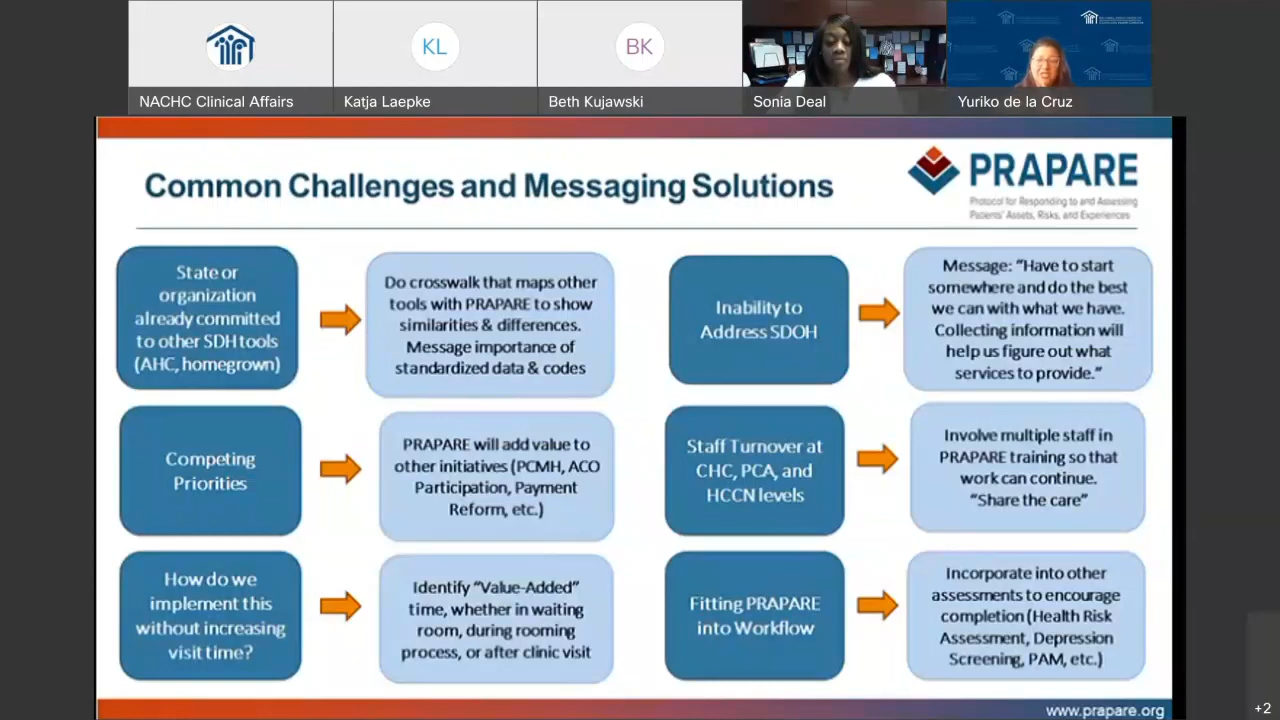 KL
BK
NACHC Clinical Affairs
Katja Laepke
Beth Kujawski
Sonia Deal
Yuriko de la Cruz
Common Challenges and Messaging Solutions
PRAPARE
Protocol for Responding to and Assessing
Patients' Assets, Risks, and Experiences
State or
organization
already committed
to other SDH tools
(AHC, homegrown)
Do crosswalk that maps other
tools with PRAPARE to show
similarities & differences.
Message importance of
standardized data & codes
Inability to
Address SDOH
Message: "Have to start
somewhere and do the best
we can with what we have.
Collecting information will
help us figure out what
services to provide."
Competing
Priorities
PRAPARE will add value to
other initiatives (PCMH, ACO
Participation, Payment
Reform, etc.)
Staff Turnover at
CHC, PCA, and
HCCN levels
Involve multiple staff in
PRAPARE training so that
work can continue.
"Share the care"
How do we
implement this
without increasing
visit time?
Identify "Value-Added"
time, whether in waiting
room, during rooming
process, or after clinic visit
Fitting PRAPARE
into Workflow
Incorporate into other
assessments to encourage
completion (Health Risk
Assessment, Depression
Screening, PAM, etc.)
www.prapare.org
+2